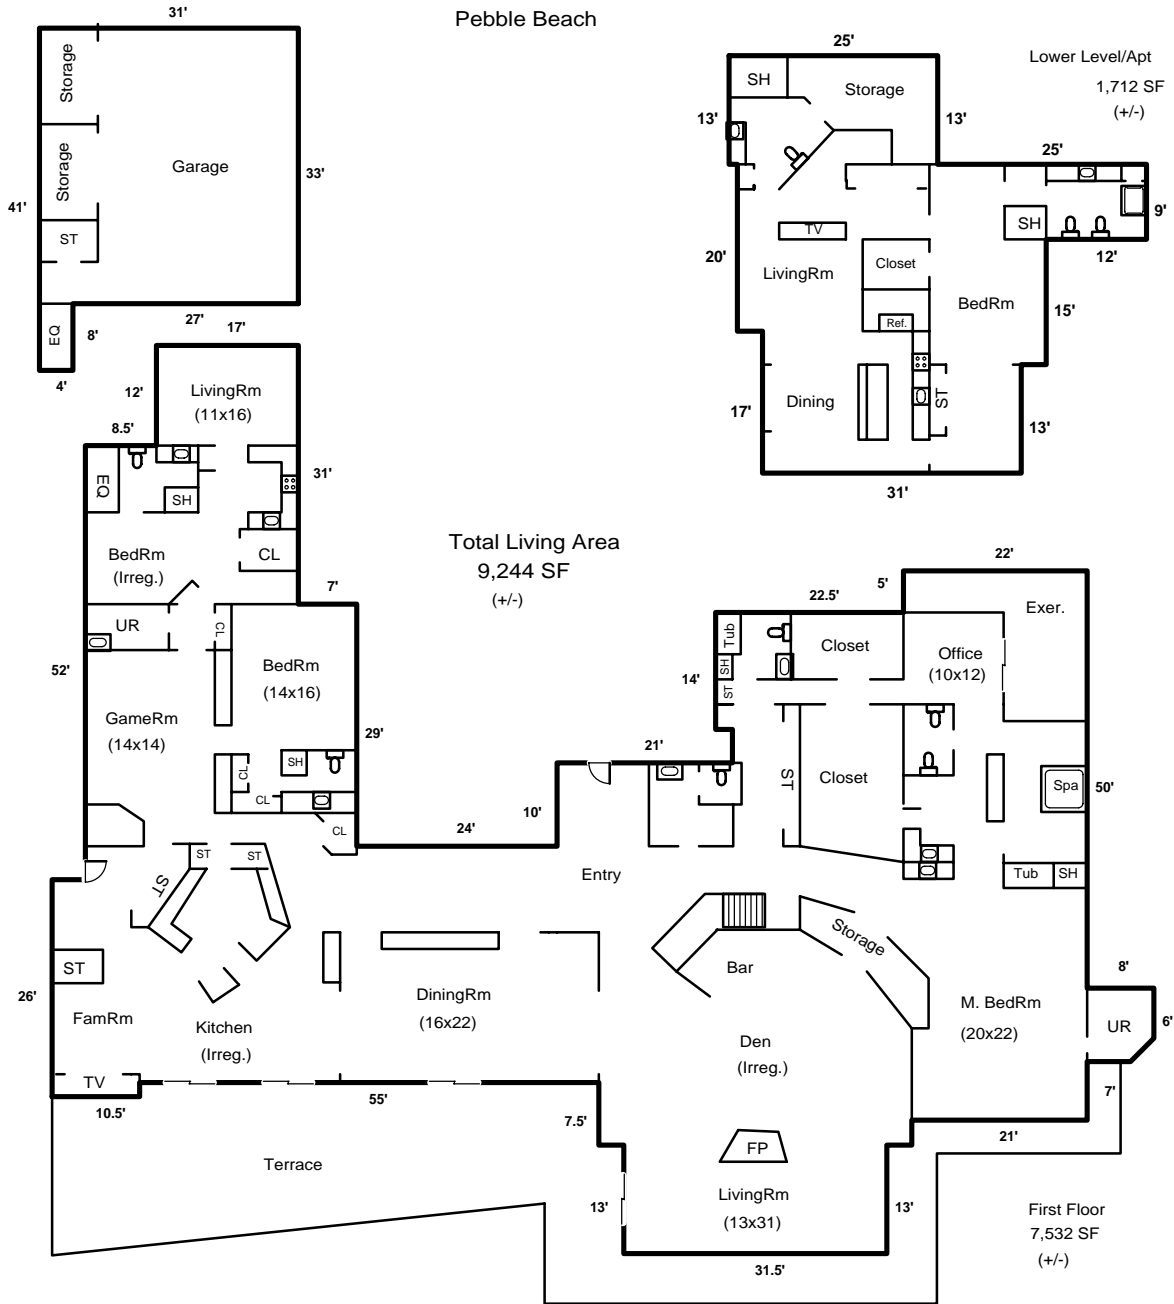 Pebble Beach
31'
Storage
Storage
Garage
33'
41'
ST
EQ
8'
27'
4'
25'
Lower Level/Apt
1,712 SF
(+/-)
SH
Storage
13'
13'
25'
9'
SH
12'
TV
20'
LivingRm
Closet
BedRm
15'
Ref.
Dining
ST
17'
13'
31'
17'
12'
LivingRm
(11x16)
8.5'
EQ
SH
31'
BedRm
(Irreg.)
CL
7'
UR
CL
BedRm
(14x16)
52'
GameRm
(14x14)
29'
SH
CL
CL
CL
Total Living Area
9,244 SF
(+/-)
22'
5'
22.5'
Exer.
Tub
Closet
Office
(10x12)
SH
ST
14'
21'
ST
Closet
Spa
50'
10'
24'
Tub
SH
ST
ST
ST
Entry
Storage
ST
Bar
8'
26'
FamRm
DiningRm
(16x22)
M. BedRm
(20x22)
UR
6'
Kitchen
(Irreg.)
Den
(Irreg.)
TV
10.5'
55'
7.5'
7'
21'
Terrace
FP
13'
LivingRm
(13x31)
13'
First Floor
7,532 SF
(+/-)
31.5'